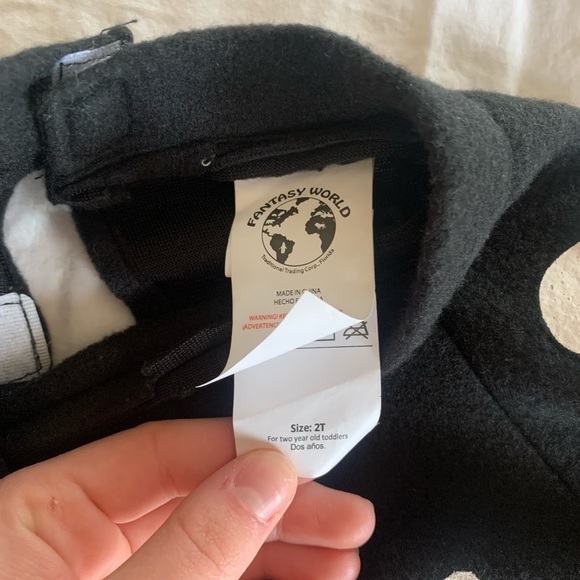 FANTASY WORLD
Traditional Trading Corp., Florida
MADE IN CHINA
HECHO E
WARNING! KE
¡ADVERTENC
Size: 2T
For two year old toddlers
Dos años.